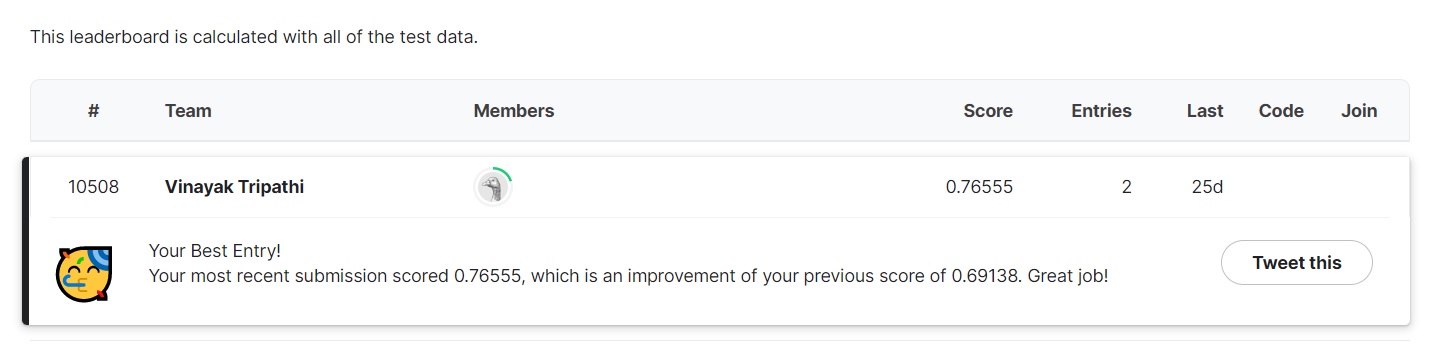 This leaderboard is calculated with all of the test data.
# Team Members Score Entries Last Code Join
10508 Vinayak Tripathi 0.76555 2 25d
Your Best Entry!
Your most recent submission scored 0.76555, which is an improvement of your previous score of 0.69138. Great job!
Tweet this